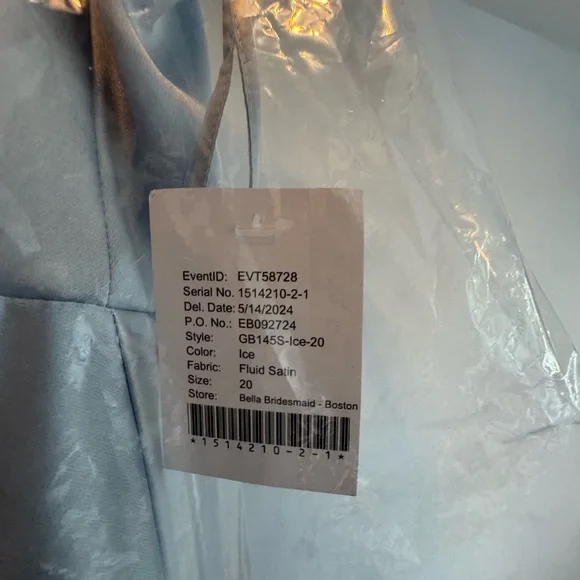 EventID: EVT58728
Serial No. 1514210-2-1
Del. Date: 5/14/2024
P.O. No.: EB092724
Style: GB145S-Ice-20
Color: Ice
Fabric: Fluid Satin
Size: 20
Store: Bella Bridesmaid - Boston
*1514210-2-1*